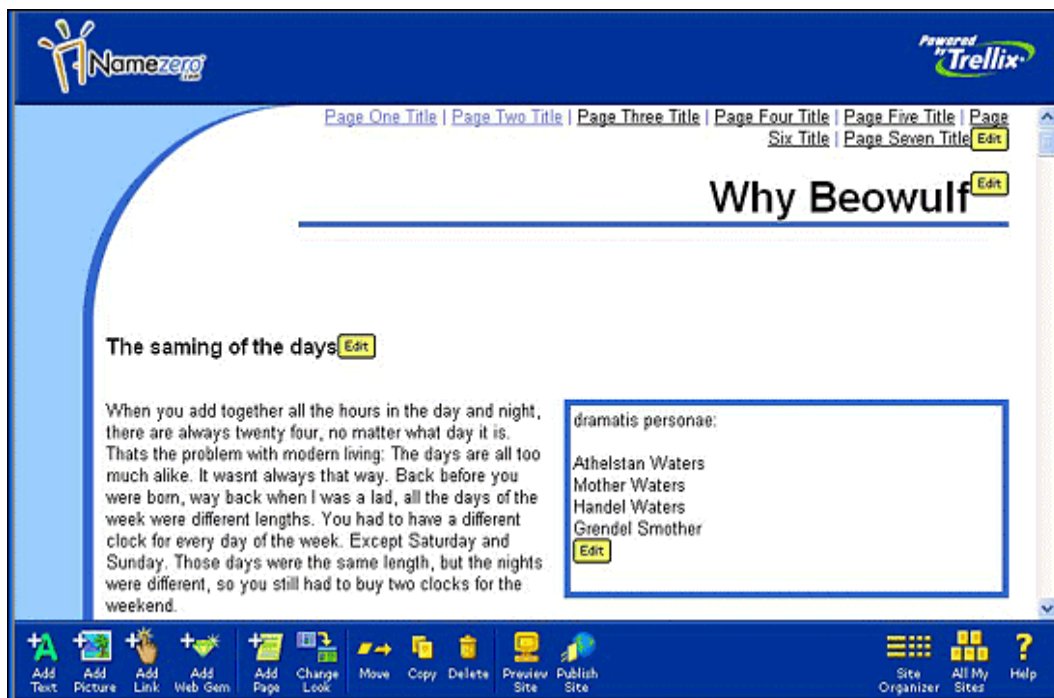 Namezero
.com
Powered
by Trellix
Page One Title | Page Two Title | Page Three Title | Page Four Title | Page Five Title | Page
Six Title | Page Seven Title Edit
Why Beowulf Edit
The saming of the days Edit
When you add together all the hours in the day and night,
there are always twenty four, no matter what day it is.
Thats the problem with modern living: The days are all too
much alike. It wasnt always that way. Back before you
were born, way back when I was a lad, all the days of the
week were different lengths. You had to have a different
clock for every day of the week. Except Saturday and
Sunday. Those days were the same length, but the nights
were different, so you still had to buy two clocks for the
weekend.
dramatis personae:
Athelstan Waters
Mother Waters
Handel Waters
Grendel Smother
Edit
Add Text
Add Picture
Add Link
Add Web Gem
Add Page
Change Look
Move
Copy
Delete
Preview Site
Publish Site
Site Organizer
All My Sites
Help